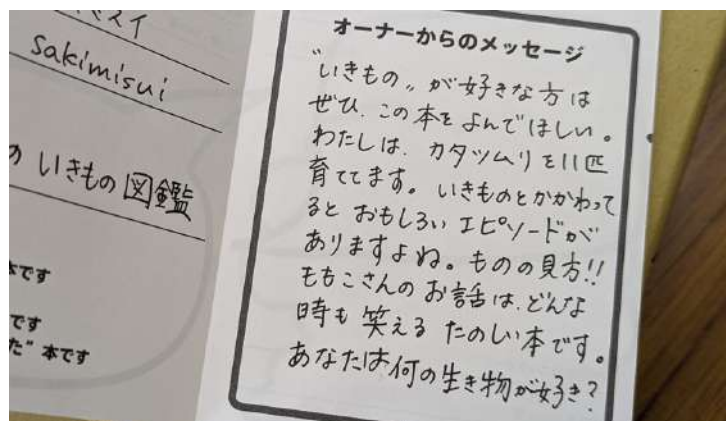 スイ
sakimisui
の いきもの図鑑
本です
です
た”本です
オーナーからのメッセージ
“いきもの„ が好きな方は
ぜひ、この本をよんでほしい。
わたしは、カタツムリを11匹
育ててます。いきものとかかわって
ると おもしろいエピソードが
ありますよね。ものの見方!!
ももこさんのお話は、どんな
時も 笑える たのしい本です。
あなたは何の生き物が好き?